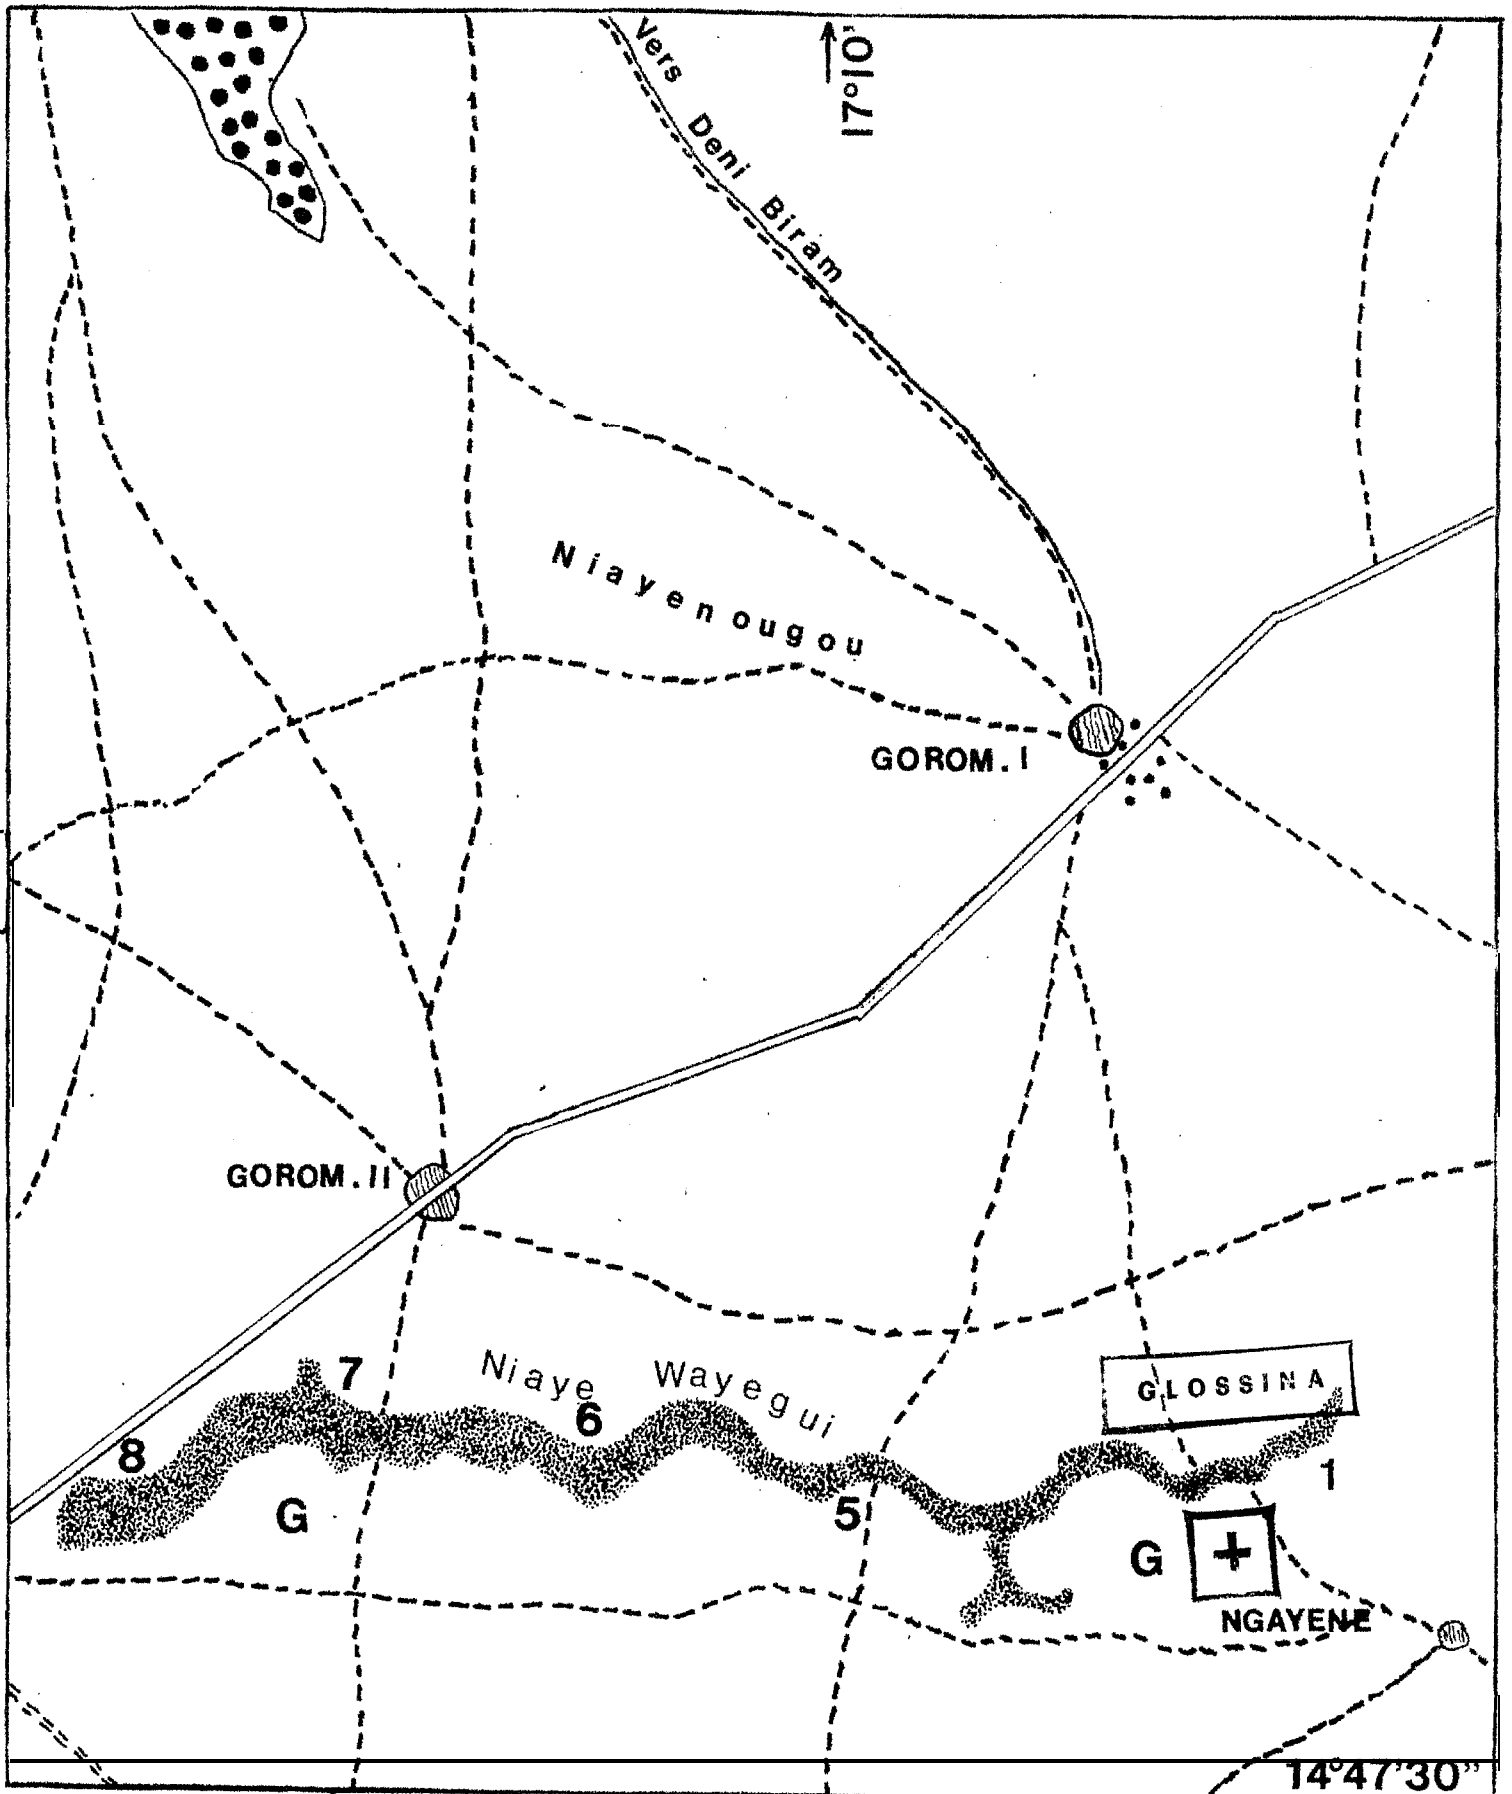 Vers Deni Biram
17°10'
Niayenougou
GOROM. I
GOROM. II
GLOSSINA
Niaye Wayegui
7
6
8
1
5
G
G
+
NGAYENE
14°47'30"